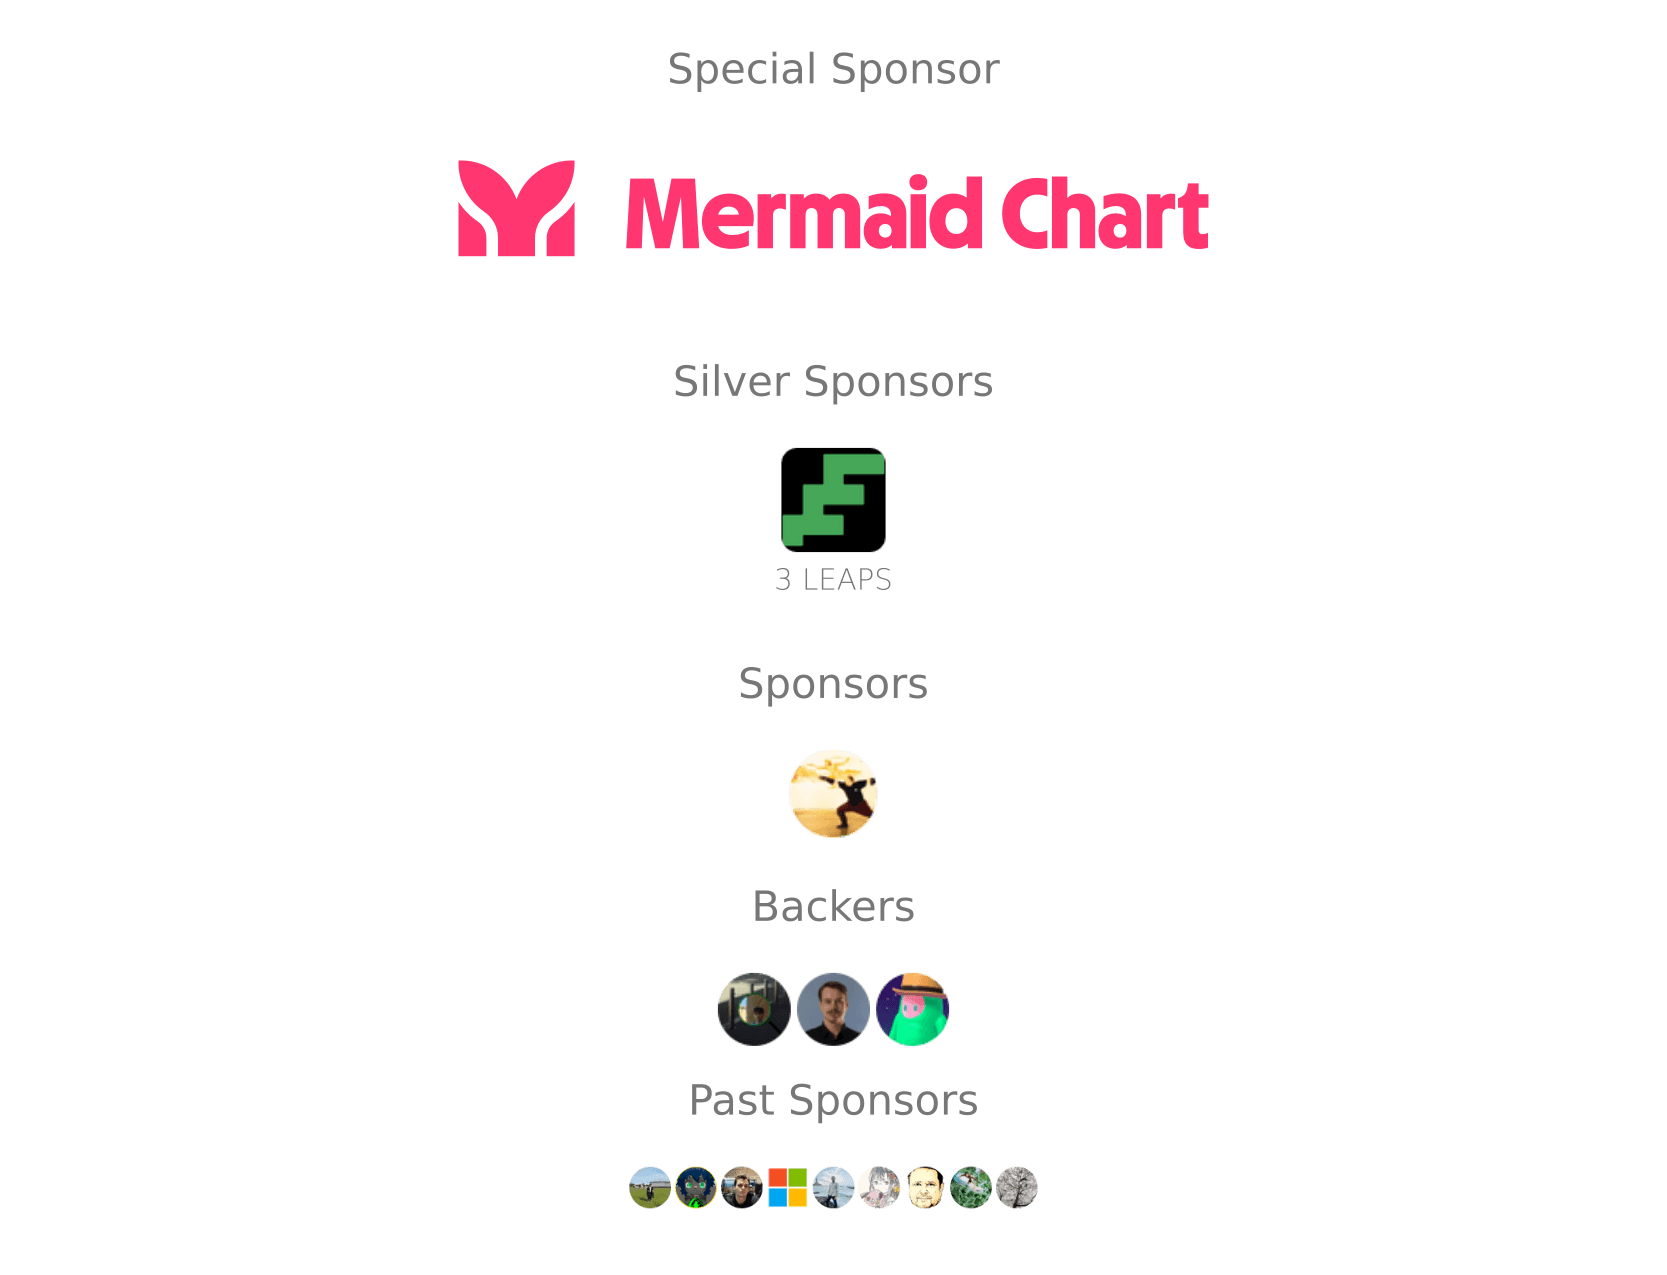 Special Sponsor
Mermaid Chart
Silver Sponsors
3 LEAPS
Sponsors
Backers
Past Sponsors